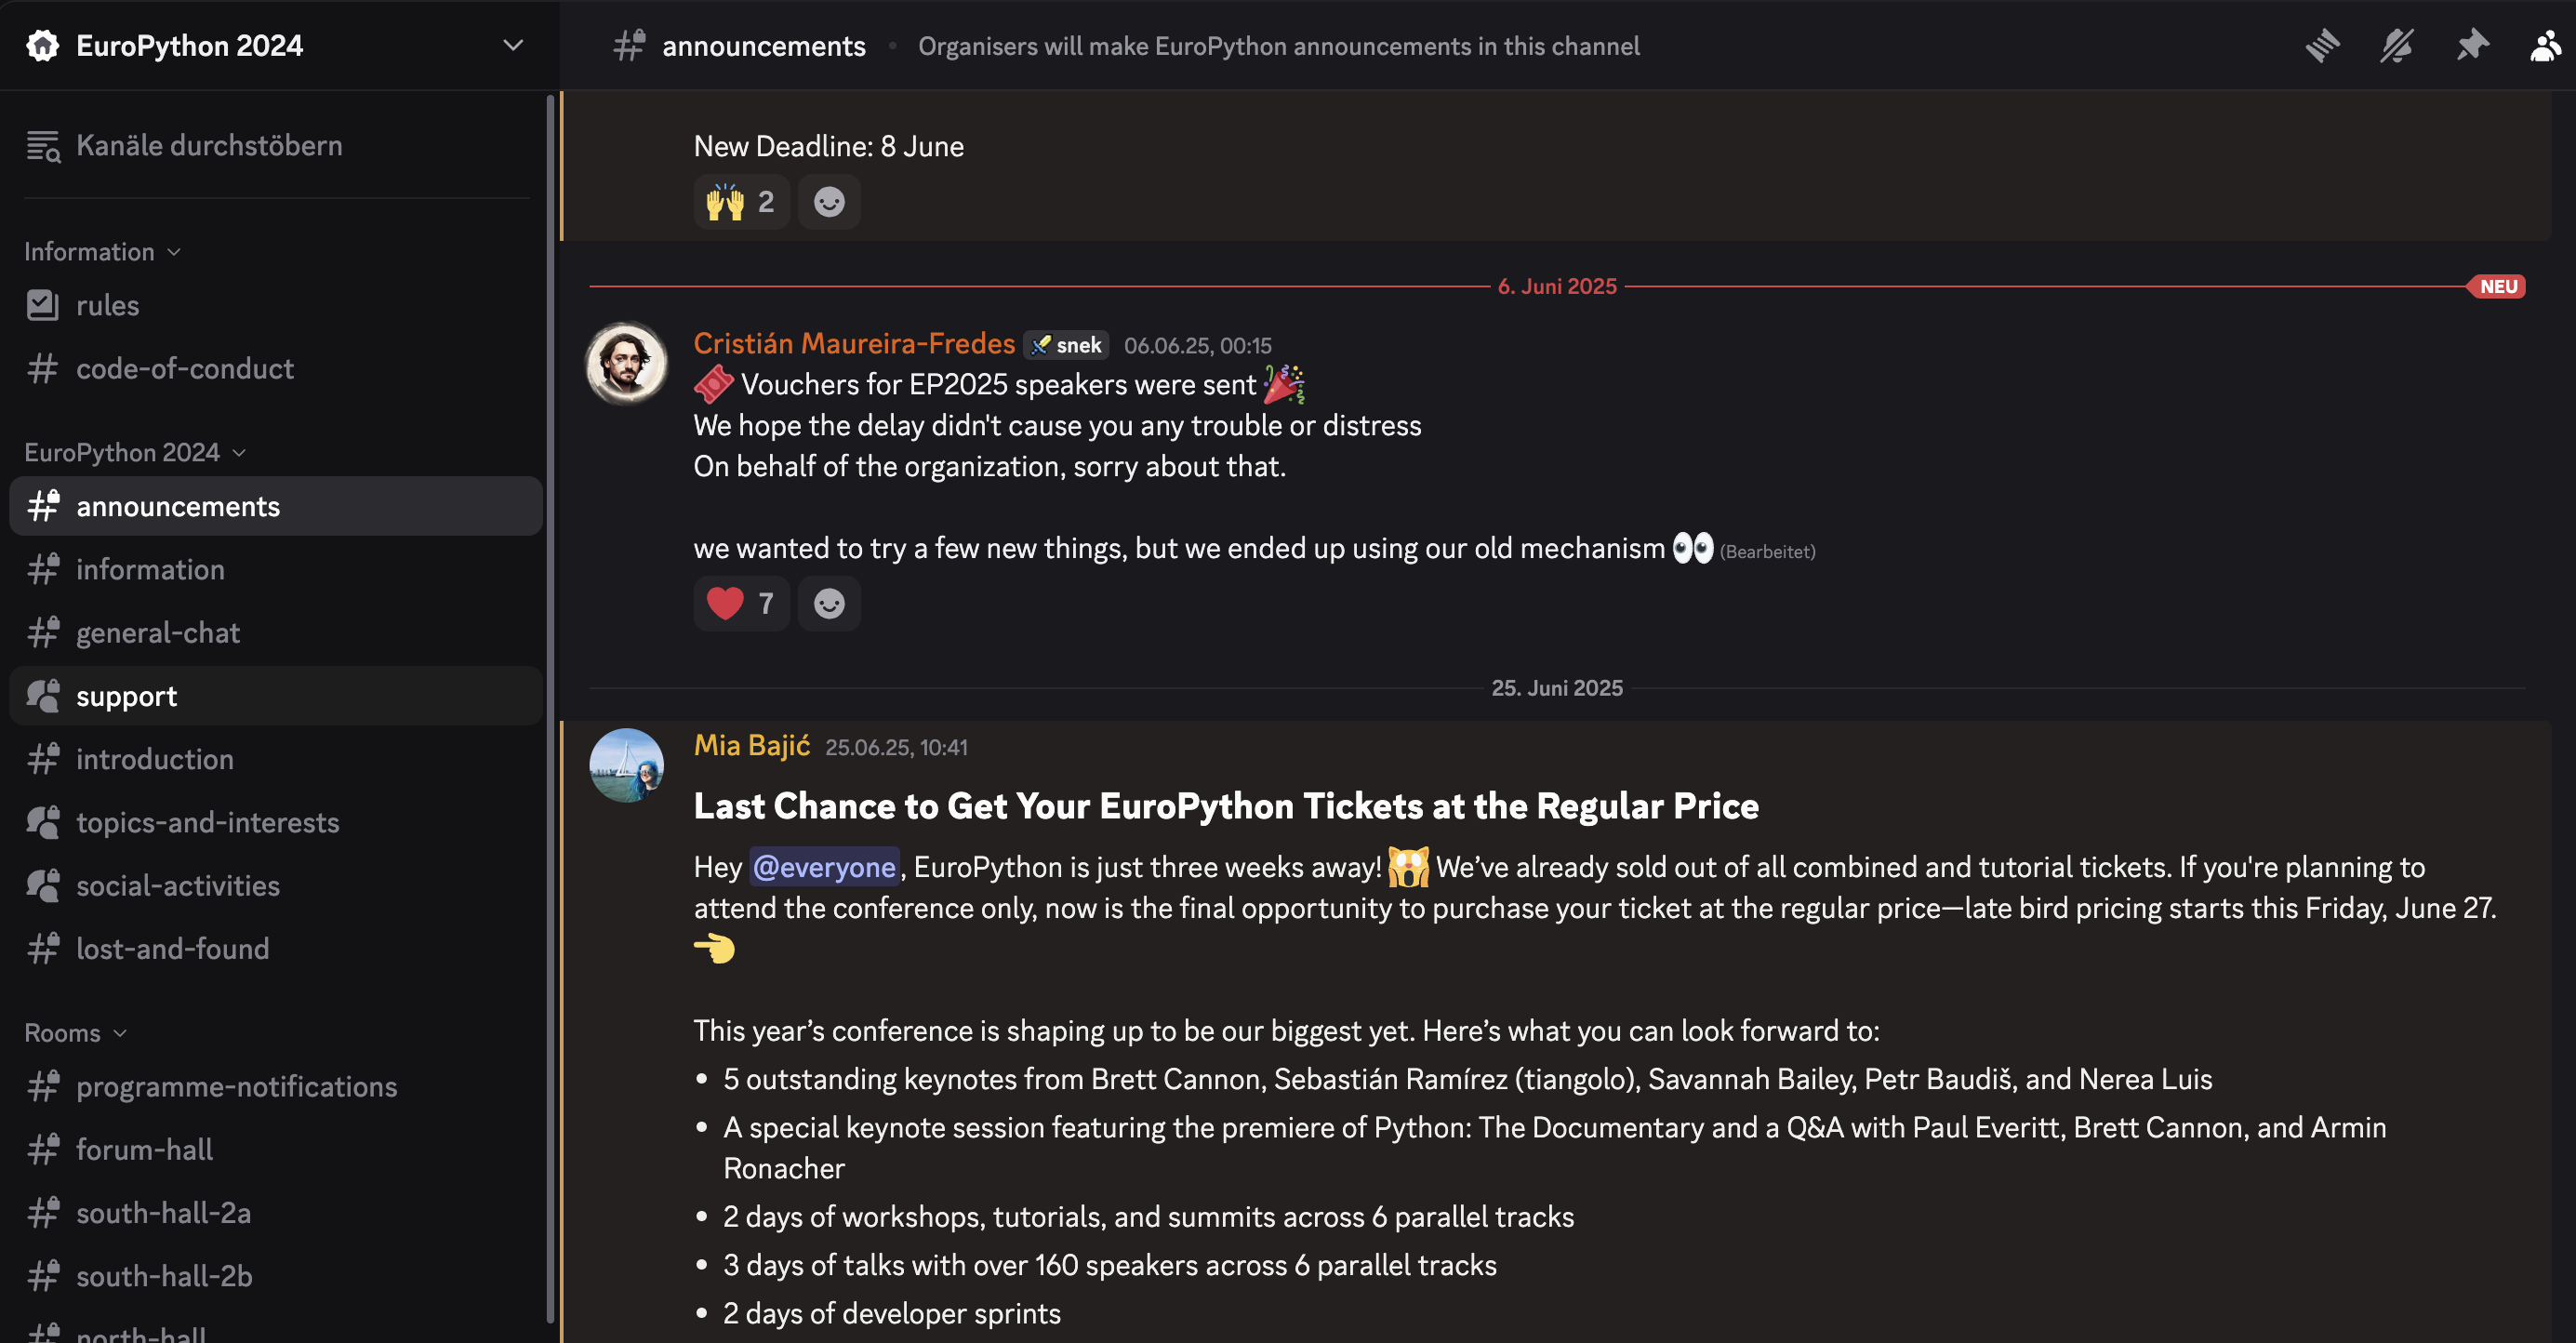 EuroPython 2024
Kanäle durchstöbern
Information
rules
code-of-conduct
EuroPython 2024
announcements
information
general-chat
support
introduction
topics-and-interests
social-activities
lost-and-found
Rooms
programme-notifications
forum-hall
south-hall-2a
south-hall-2b
north-hall
announcements • Organisers will make EuroPython announcements in this channel
New Deadline: 8 June
🙌 2
6. Juni 2025 NEU
Cristián Maureira-Fredes snek 06.06.25, 00:15
🎟️ Vouchers for EP2025 speakers were sent 🎉
We hope the delay didn't cause you any trouble or distress
On behalf of the organization, sorry about that.
we wanted to try a few new things, but we ended up using our old mechanism 👀 (Bearbeitet)
❤️ 7
25. Juni 2025
Mia Bajić 25.06.25, 10:41
Last Chance to Get Your EuroPython Tickets at the Regular Price
Hey @everyone, EuroPython is just three weeks away! 🙀 We’ve already sold out of all combined and tutorial tickets. If you're planning to
attend the conference only, now is the final opportunity to purchase your ticket at the regular price—late bird pricing starts this Friday, June 27.
👈
This year’s conference is shaping up to be our biggest yet. Here’s what you can look forward to:
• 5 outstanding keynotes from Brett Cannon, Sebastián Ramírez (tiangolo), Savannah Bailey, Petr Baudiš, and Nerea Luis
• A special keynote session featuring the premiere of Python: The Documentary and a Q&A with Paul Everitt, Brett Cannon, and Armin
Ronacher
• 2 days of workshops, tutorials, and summits across 6 parallel tracks
• 3 days of talks with over 160 speakers across 6 parallel tracks
• 2 days of developer sprints